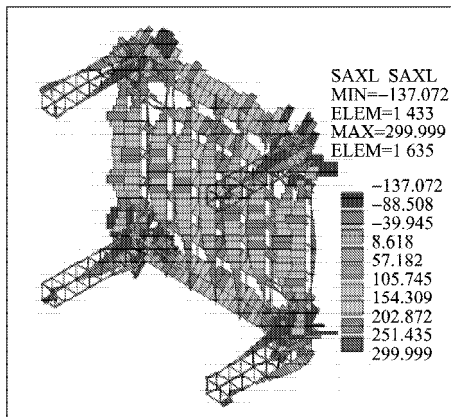 SAXL SAXL
MIN=−137.072
ELEM=1 433
MAX=299.999
ELEM=1 635
−137.072
−88.508
−39.945
8.618
57.182
105.745
154.309
202.872
251.435
299.999